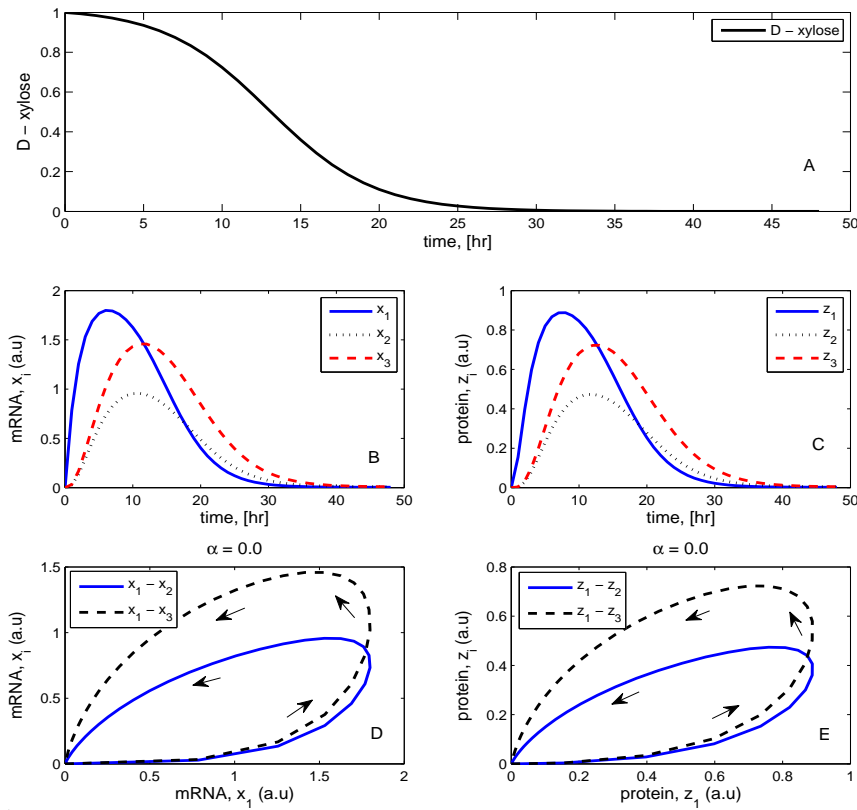 D − xylose
1
0.8
0.6
0.4
0.2
0
D − xylose
A
0 5 10 15 20 25 30 35 40 45 50
time, [hr]
mRNA, x_i (a.u)
2
1.5
1
0.5
0
x_1
x_2
x_3
B
0 10 20 30 40 50
time, [hr]
protein, z_i (a.u)
1
0.8
0.6
0.4
0.2
0
z_1
z_2
z_3
C
0 10 20 30 40 50
time, [hr]
α = 0.0
mRNA, x_i (a.u)
1.5
1
0.5
0
x_1 − x_2
x_1 − x_3
D
0 0.5 1 1.5 2
mRNA, x_1 (a.u)
α = 0.0
protein, z_i (a.u)
0.8
0.6
0.4
0.2
0
z_1 − z_2
z_1 − z_3
E
0 0.2 0.4 0.6 0.8 1
protein, z_1 (a.u)